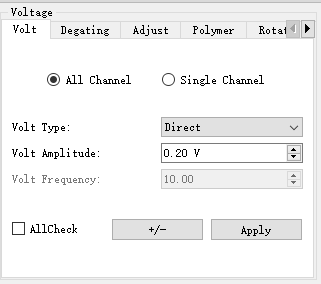 Voltage
Volt Degating Adjust Polymer Rotat
All Channel Single Channel
Volt Type: Direct
Volt Amplitude: 0.20 V
Volt Frequency: 10.00
AllCheck +/- Apply